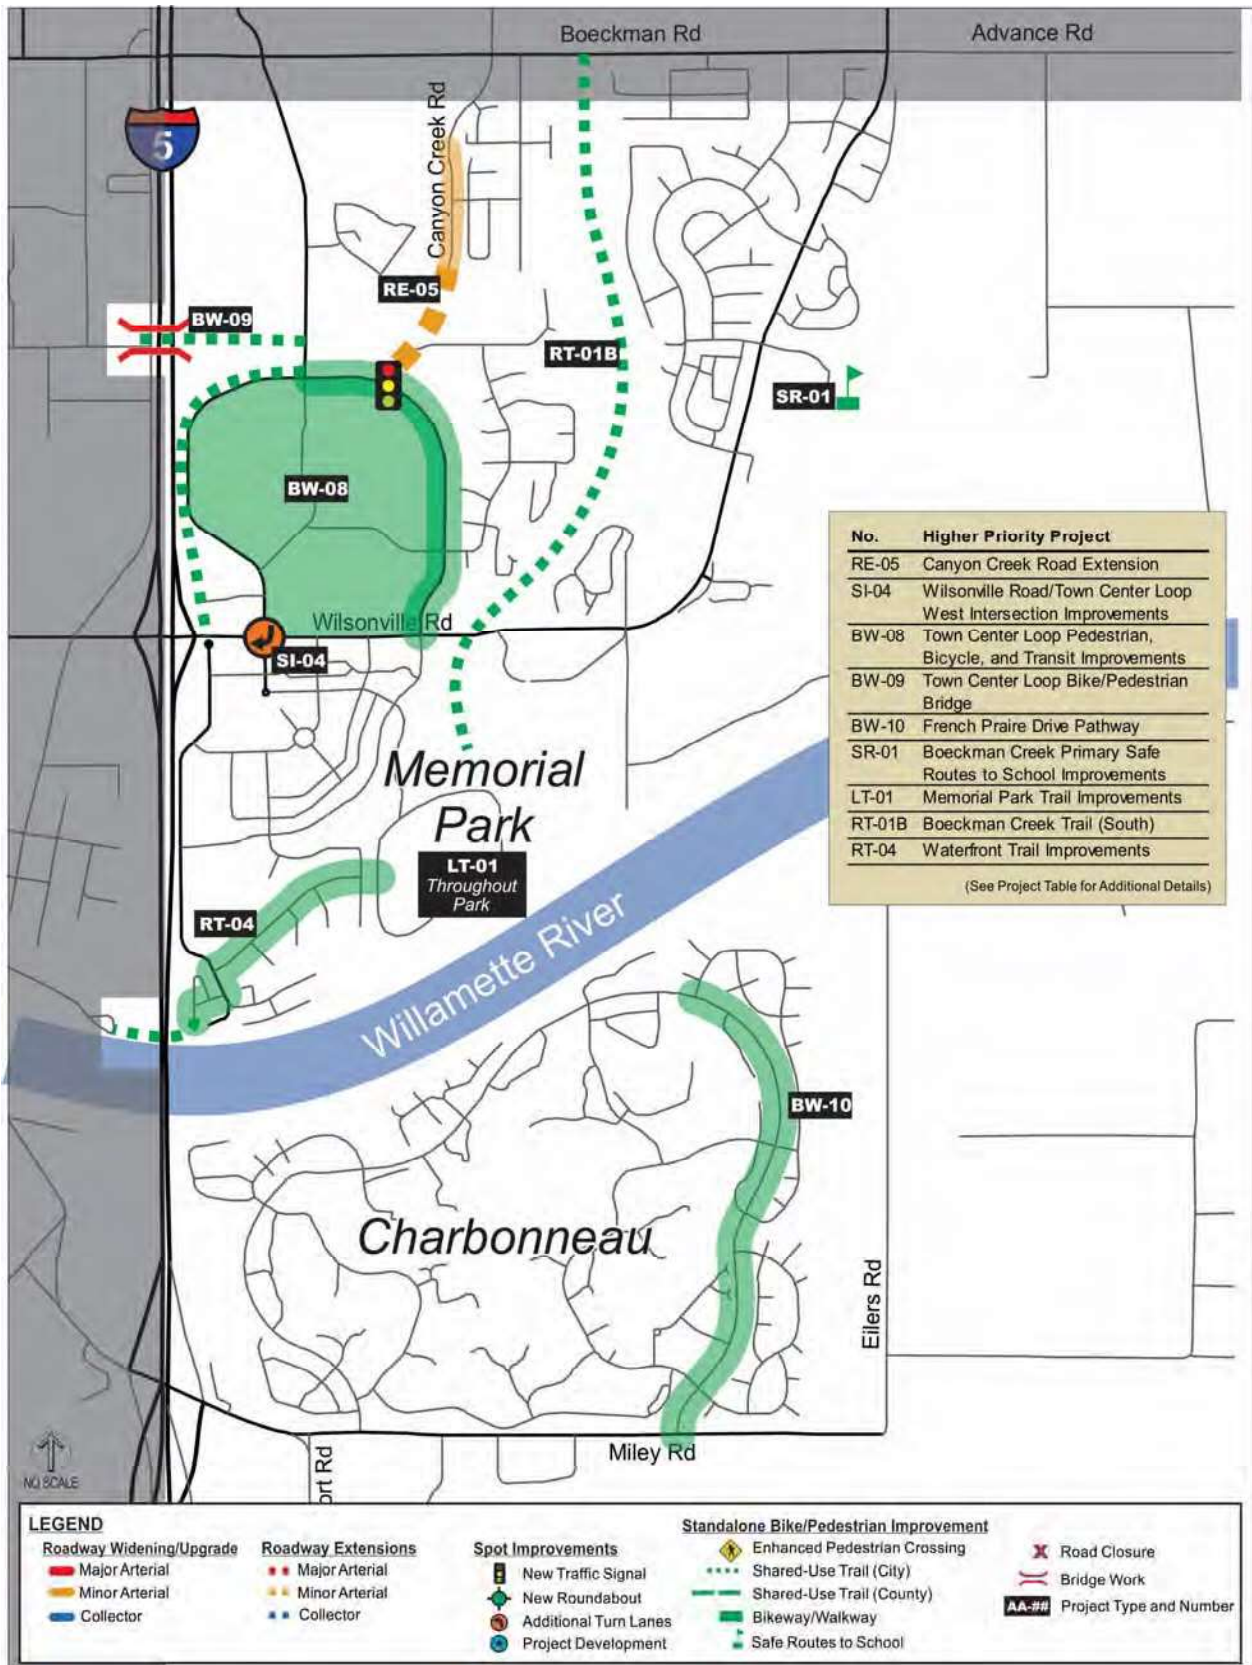 Boeckman Rd
Advance Rd
5
Canyon Creek Rd
RE-05
BW-09
RT-01B
SR-01
BW-08
Wilsonville Rd
SI-04
No. Higher Priority Project
RE-05 Canyon Creek Road Extension
SI-04 Wilsonville Road/Town Center Loop
West Intersection Improvements
BW-08 Town Center Loop Pedestrian,
Bicycle, and Transit Improvements
BW-09 Town Center Loop Bike/Pedestrian
Bridge
BW-10 French Praire Drive Pathway
SR-01 Boeckman Creek Primary Safe
Routes to School Improvements
LT-01 Memorial Park Trail Improvements
RT-01B Boeckman Creek Trail (South)
RT-04 Waterfront Trail Improvements
(See Project Table for Additional Details)
Memorial
Park
LT-01
Throughout
Park
RT-04
Willamette River
BW-10
Charbonneau
Eilers Rd
Miley Rd
ort Rd
NO SCALE
LEGEND
Roadway Widening/Upgrade
Major Arterial
Minor Arterial
Collector
Roadway Extensions
Major Arterial
Minor Arterial
Collector
Spot Improvements
New Traffic Signal
New Roundabout
Additional Turn Lanes
Project Development
Standalone Bike/Pedestrian Improvement
Enhanced Pedestrian Crossing
Shared-Use Trail (City)
Shared-Use Trail (County)
Bikeway/Walkway
Safe Routes to School
Road Closure
Bridge Work
AA-## Project Type and Number